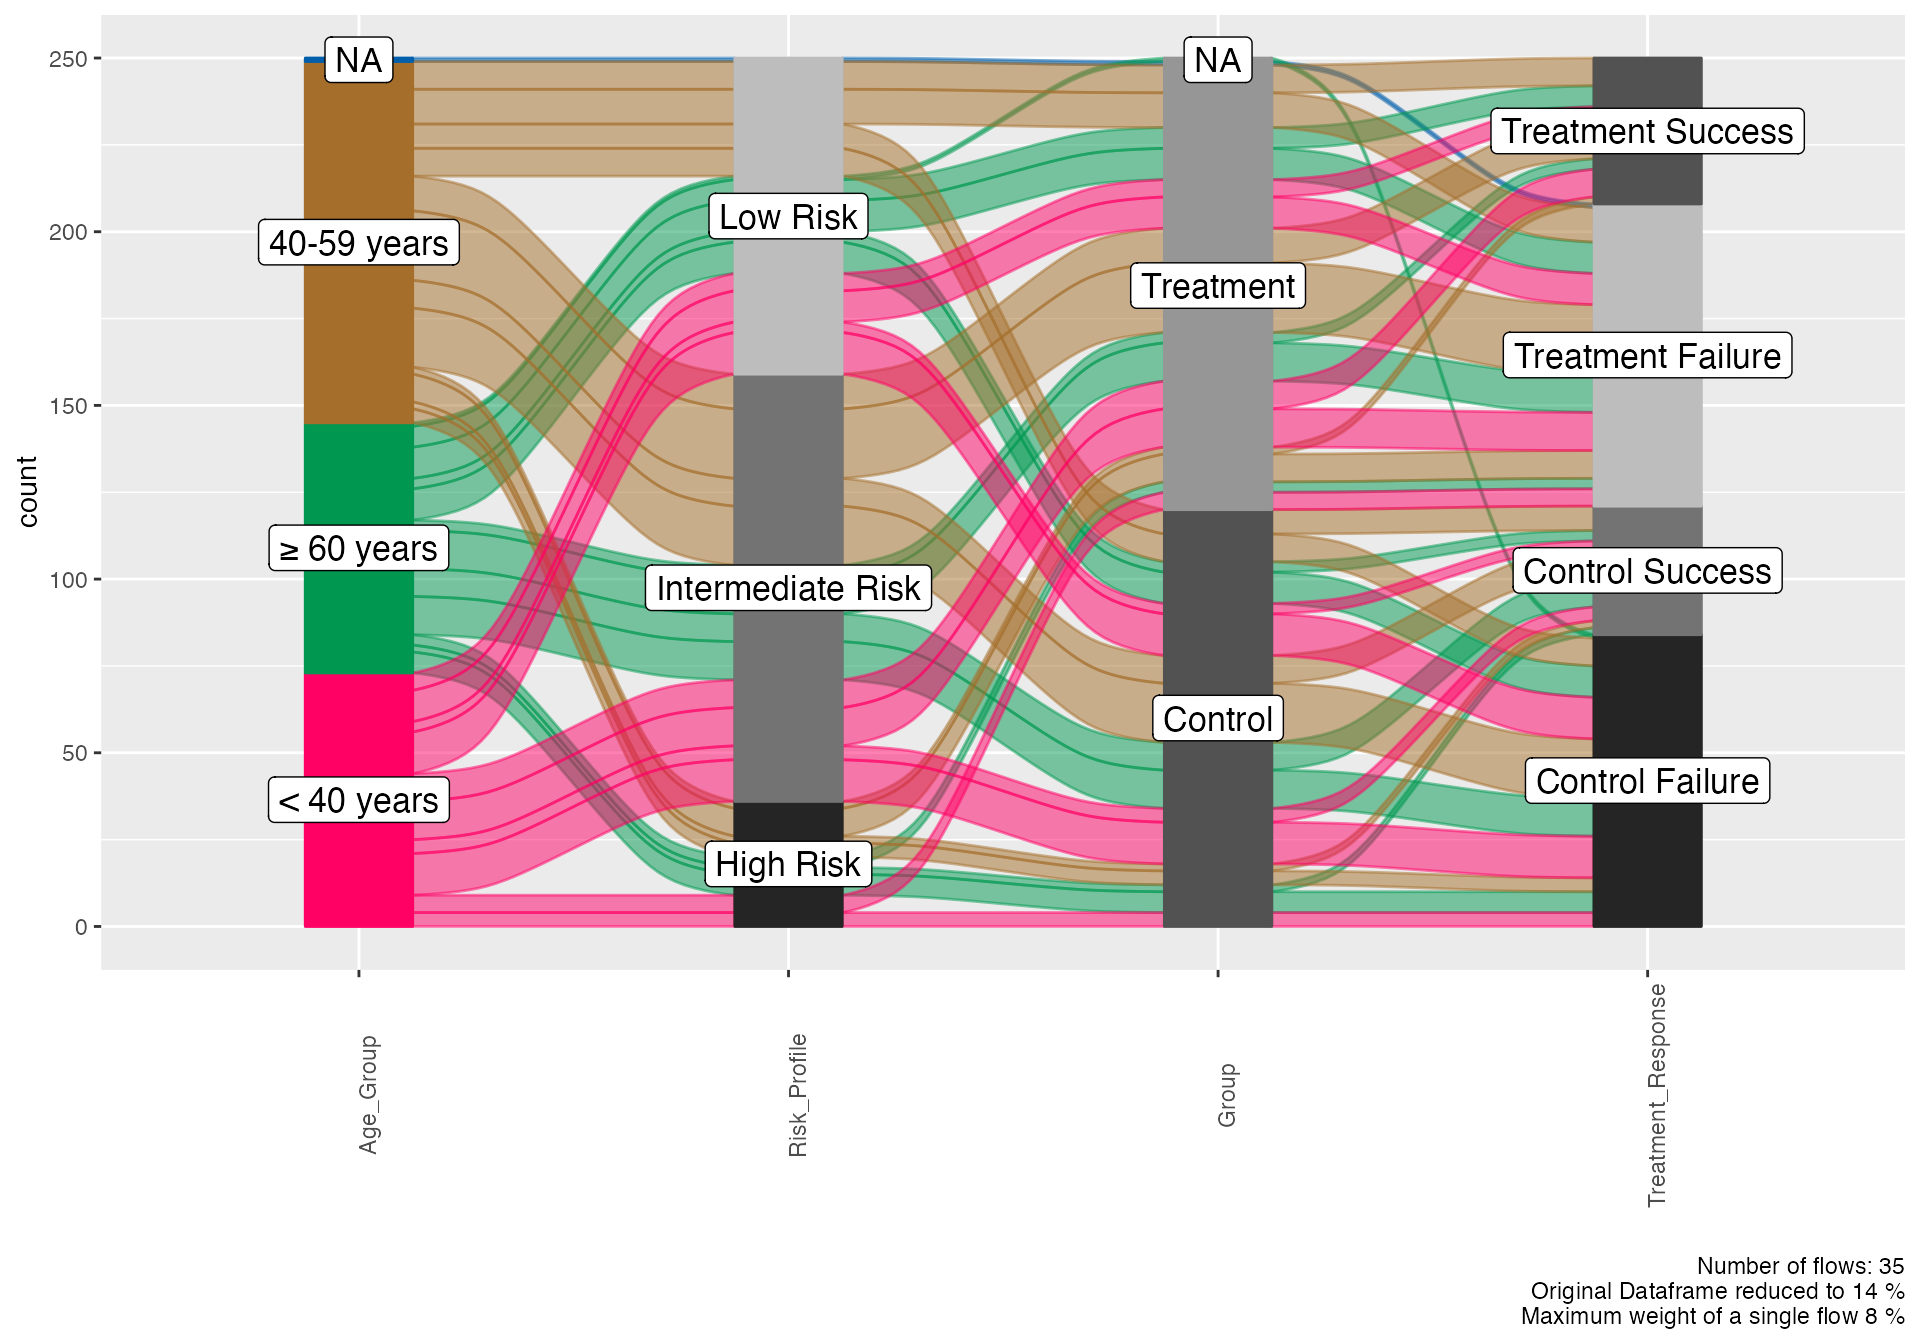 count
250
200
150
100
50
0
NA
40-59 years
≥ 60 years
< 40 years
Low Risk
Intermediate Risk
High Risk
NA
Treatment
Control
Treatment Success
Treatment Failure
Control Success
Control Failure
Age_Group
Risk_Profile
Group
Treatment_Response
Number of flows: 35
Original Dataframe reduced to 14 %
Maximum weight of a single flow 8 %